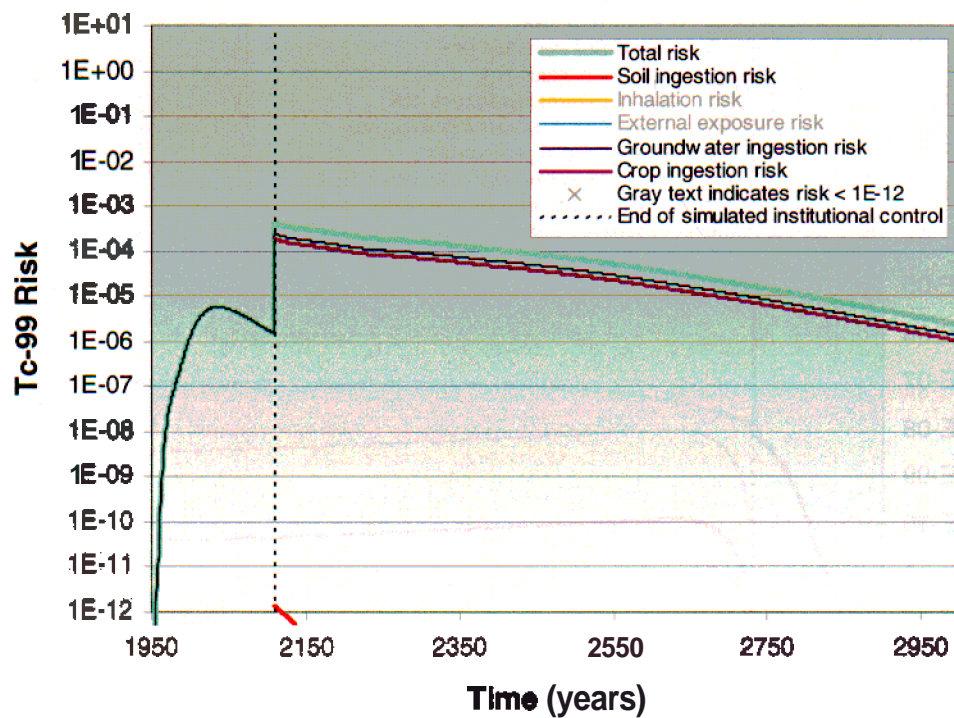 1E+01
1E+00
1E-01
1E-02
1E-03
1E-04
1E-05
1E-06
1E-07
1E-08
1E-09
1E-10
1E-11
1E-12
Tc-99 Risk
Total risk
Soil ingestion risk
Inhalation risk
External exposure risk
Groundwater ingestion risk
Crop ingestion risk
Gray text indicates risk < 1E-12
End of simulated institutional control
1950 2150 2350 2550 2750 2950
Time (years)